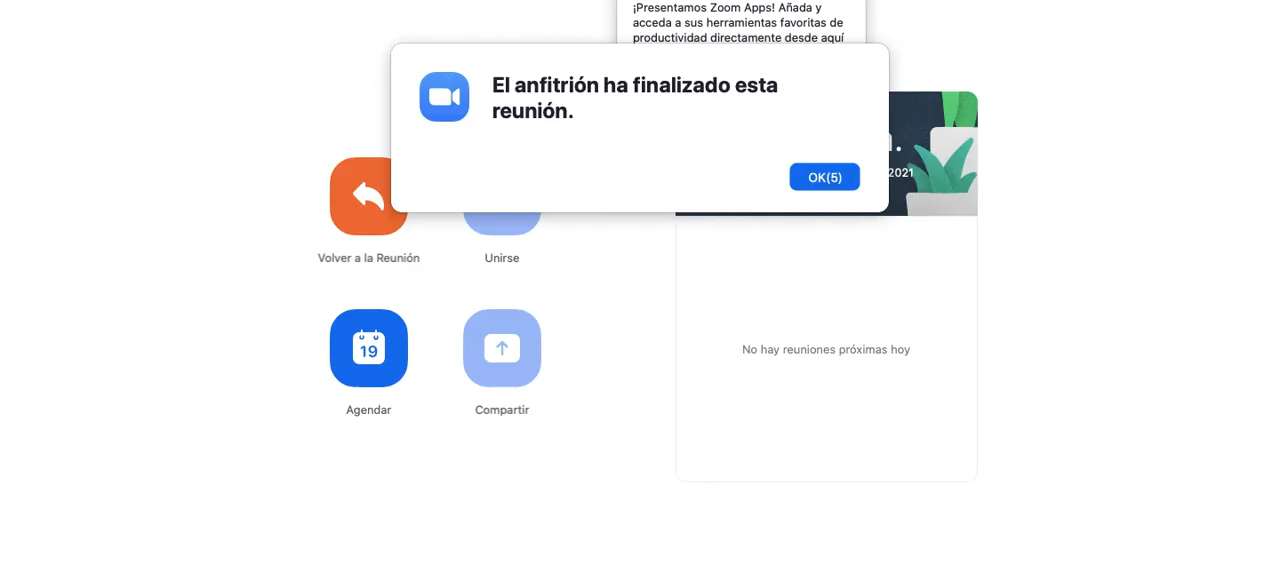 ¡Presentamos Zoom Apps! Añada y
acceda a sus herramientas favoritas de
productividad directamente desde aquí
El anfitrión ha finalizado esta
reunión.
OK(5)
2021
Volver a la Reunión
Unirse
19
Agendar
Compartir
No hay reuniones próximas hoy